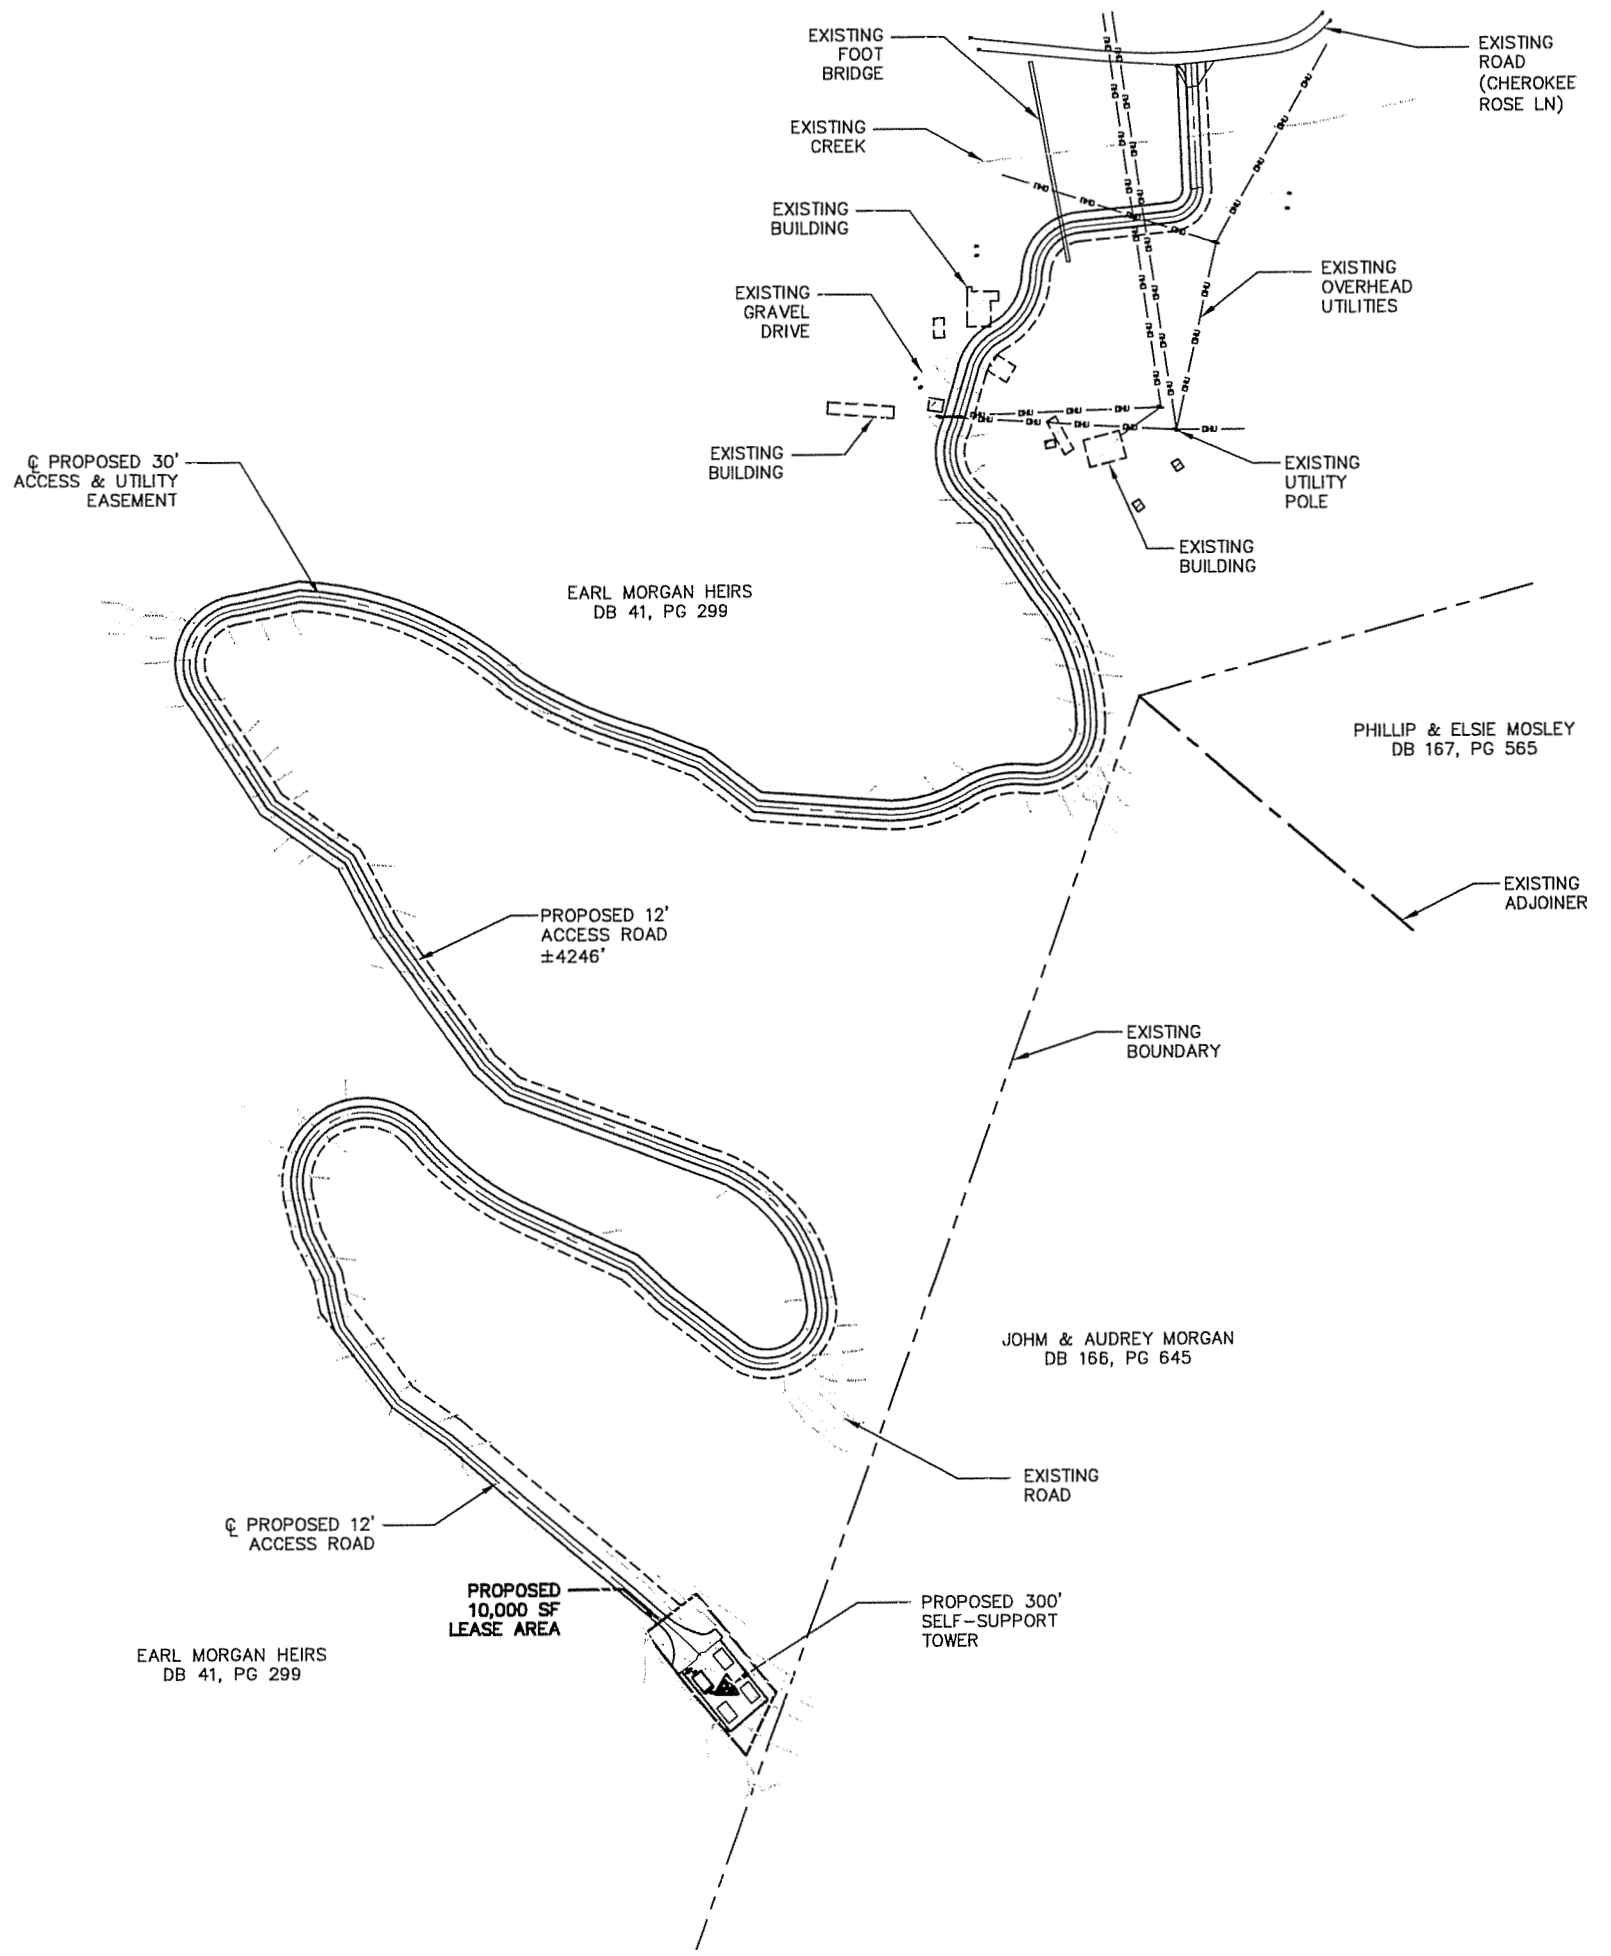 EXISTING
FOOT
BRIDGE
EXISTING
ROAD
(CHEROKEE
ROSE LN)
EXISTING
CREEK
EXISTING
BUILDING
EXISTING
OVERHEAD
UTILITIES
EXISTING
GRAVEL
DRIVE
EXISTING
BUILDING
EXISTING
UTILITY
POLE
EXISTING
BUILDING
℄ PROPOSED 30'
ACCESS & UTILITY
EASEMENT
EARL MORGAN HEIRS
DB 41, PG 299
PHILLIP & ELSIE MOSLEY
DB 167, PG 565
EXISTING
ADJOINER
PROPOSED 12'
ACCESS ROAD
±4246'
EXISTING
BOUNDARY
JOHM & AUDREY MORGAN
DB 166, PG 645
EXISTING
ROAD
℄ PROPOSED 12'
ACCESS ROAD
PROPOSED
10,000 SF
LEASE AREA
PROPOSED 300'
SELF-SUPPORT
TOWER
EARL MORGAN HEIRS
DB 41, PG 299